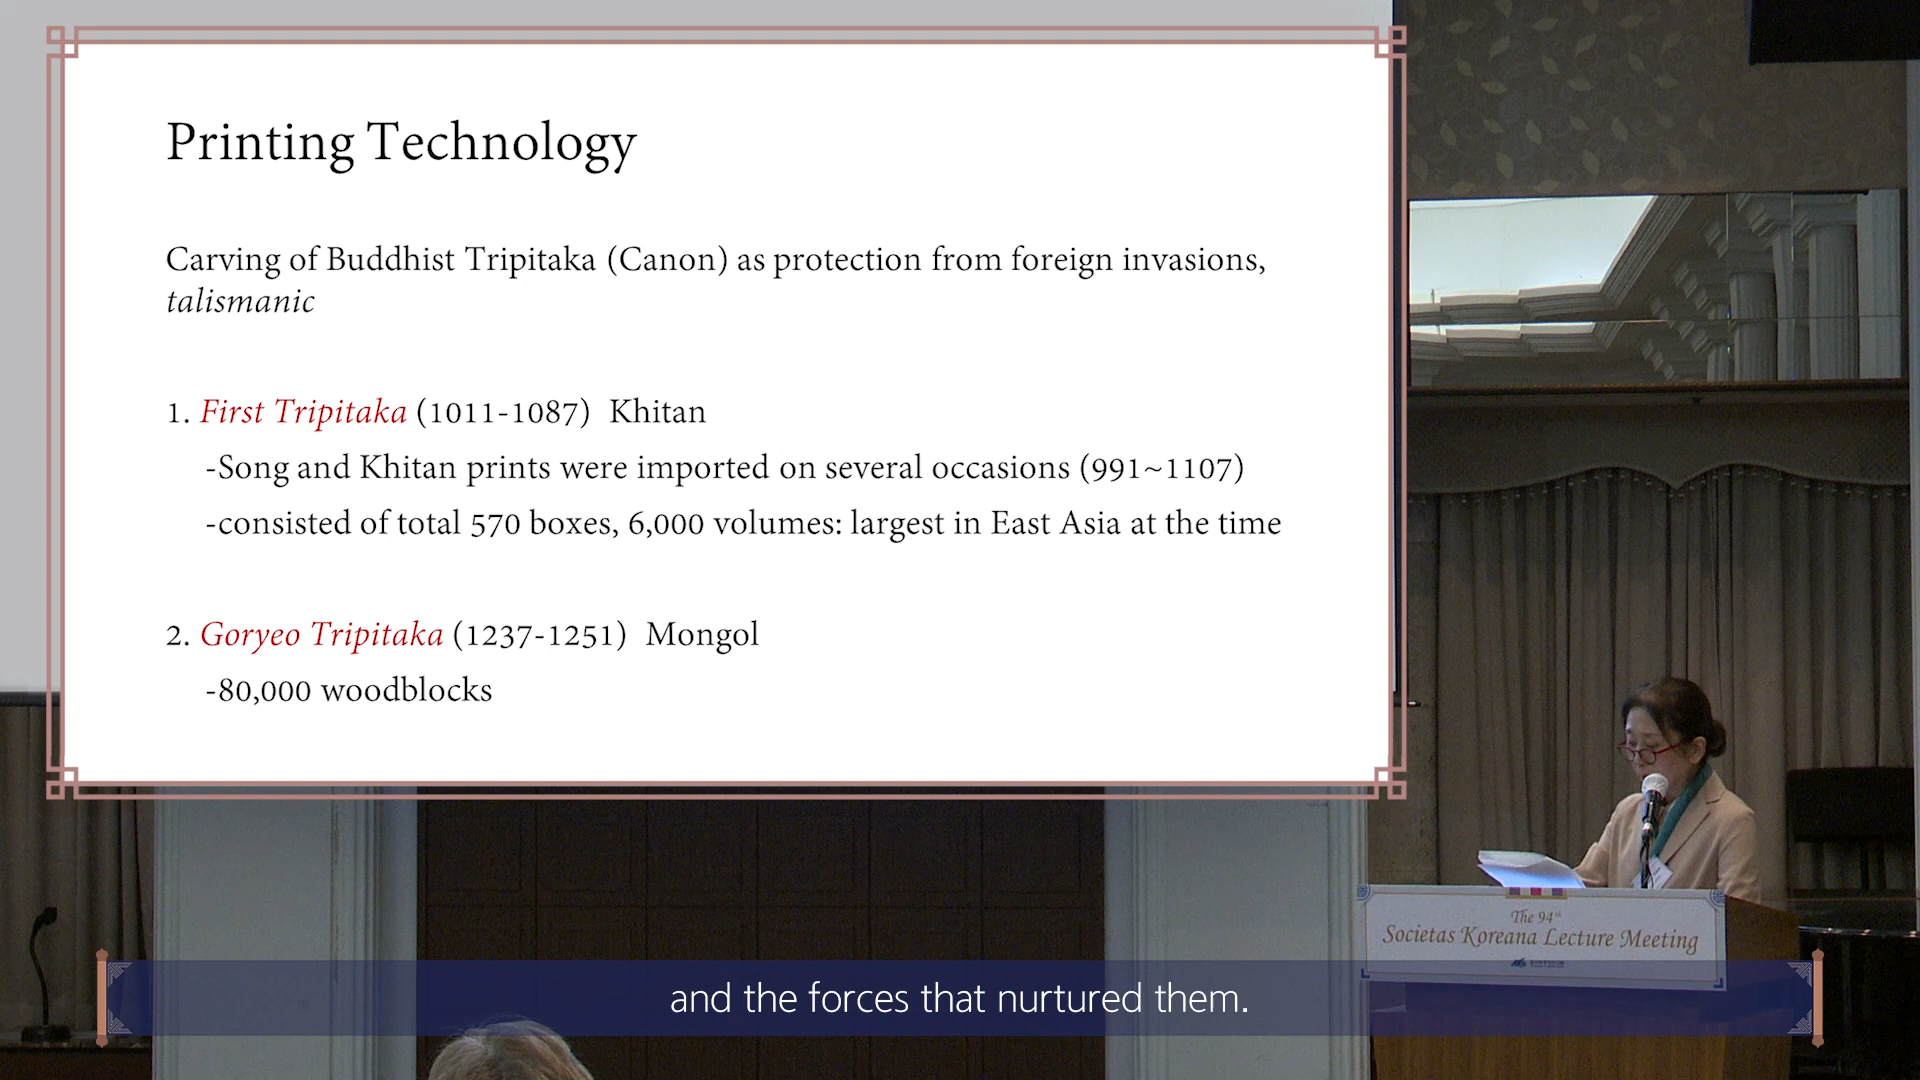 Printing Technology
Carving of Buddhist Tripitaka (Canon) as protection from foreign invasions,
talismanic
1. First Tripitaka (1011-1087)  Khitan
-Song and Khitan prints were imported on several occasions (991~1107)
-consisted of total 570 boxes, 6,000 volumes: largest in East Asia at the time
2. Goryeo Tripitaka (1237-1251)  Mongol
-80,000 woodblocks
The 94th
Societas Koreana Lecture Meeting
and the forces that nurtured them.